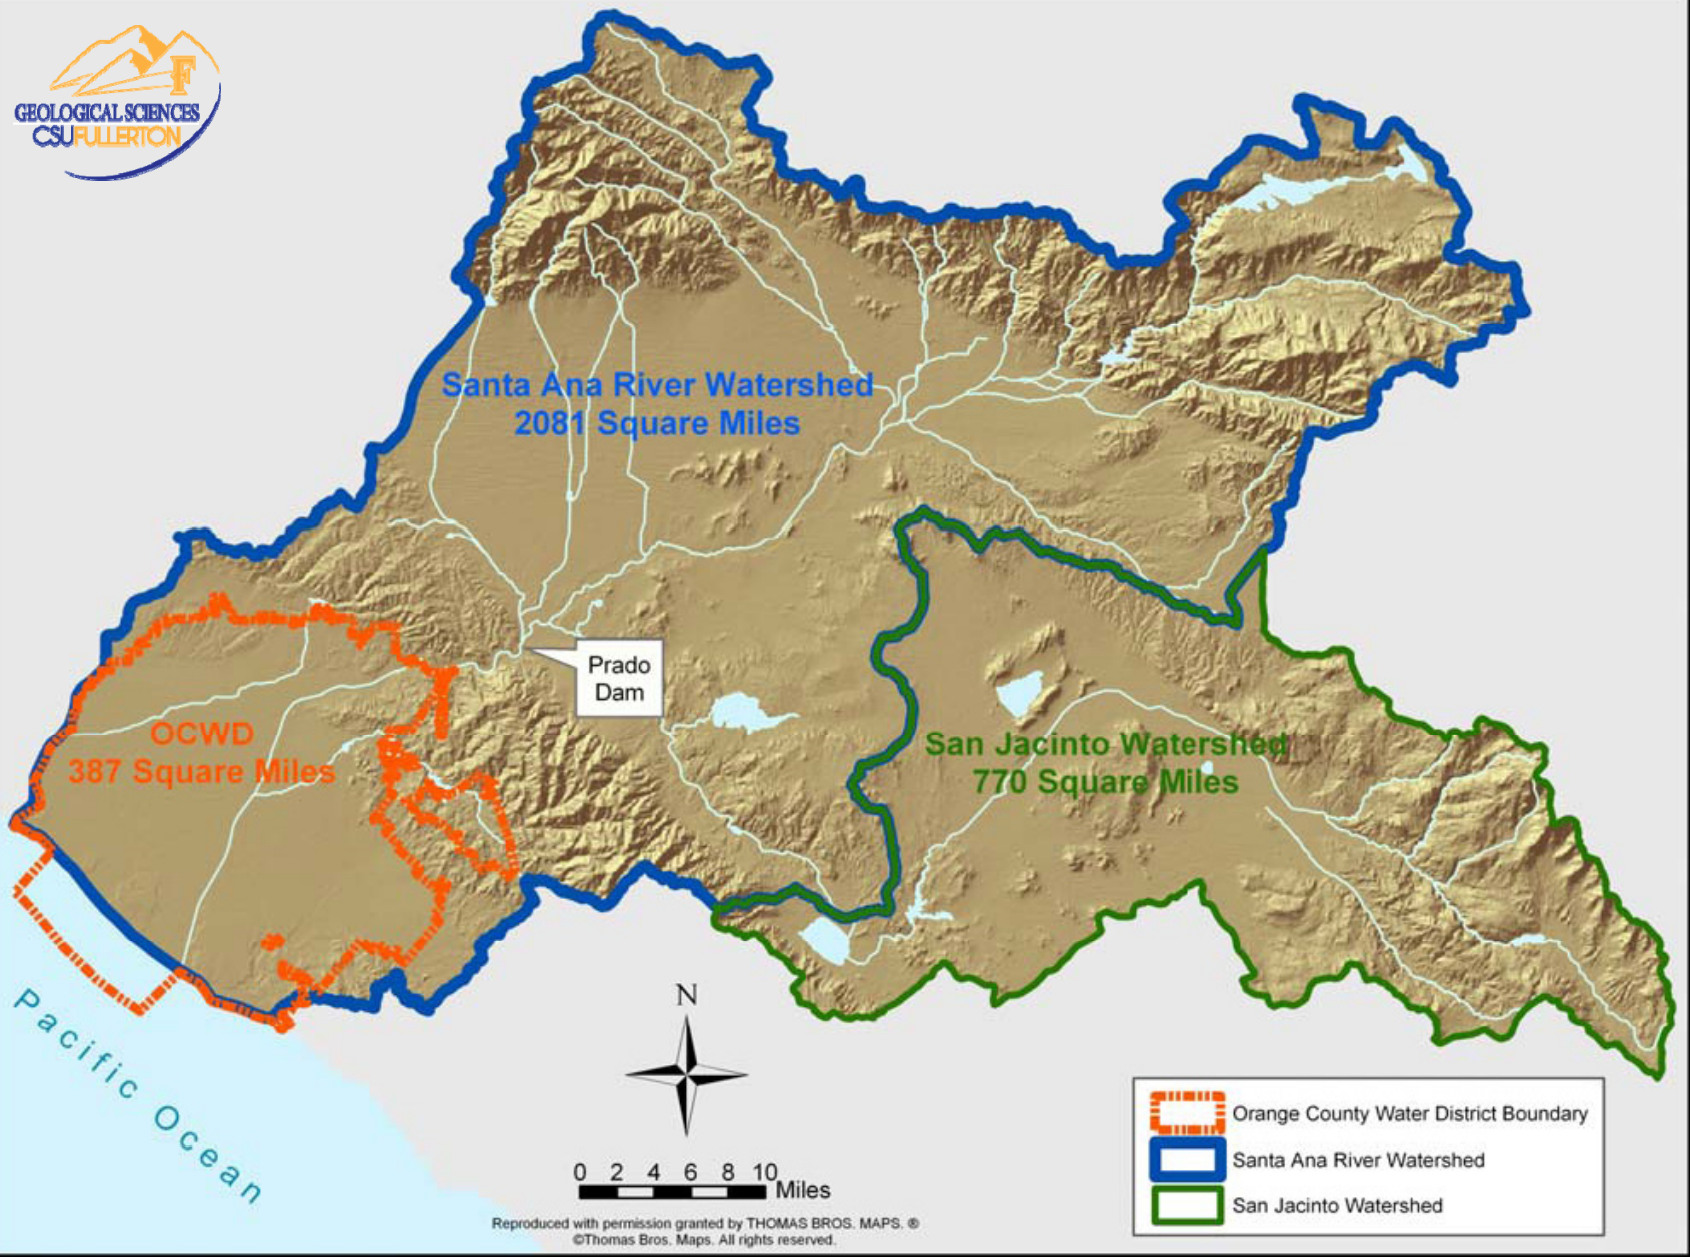 F
GEOLOGICAL SCIENCES
CSUFULLERTON
Santa Ana River Watershed
2081 Square Miles
Prado
Dam
OCWD
387 Square Miles
San Jacinto Watershed
770 Square Miles
Pacific Ocean
N
0 2 4 6 8 10
Miles
Reproduced with permission granted by THOMAS BROS. MAPS. ®
©Thomas Bros. Maps. All rights reserved.
Orange County Water District Boundary
Santa Ana River Watershed
San Jacinto Watershed